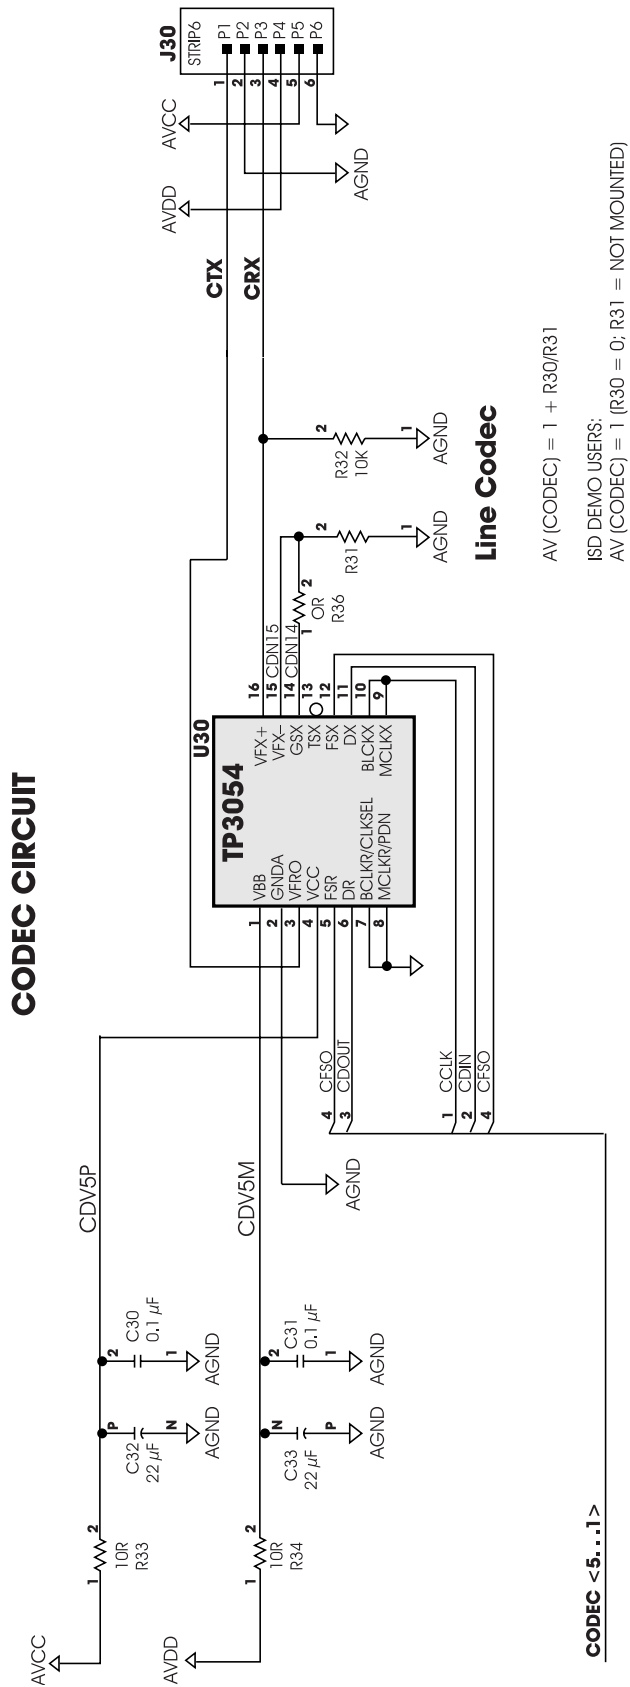 CODEC CIRCUIT
AVCC
1
2
10R
R33
P
C32
22 µF
N
AGND
2
C30
0.1 µF
1
AGND
CDV5P
AVDD
1
2
10R
R34
N
C33
22 µF
P
AGND
2
C31
0.1 µF
1
AGND
CDV5M
AGND
4 CFSO
3 CDOUT
1 CCLK
2 CDIN
4 CFSO
CODEC <5. . .1>
U30
TP3054
1 VBB
2 GNDA
3 VFRO
4 VCC
5 FSR
6 DR
7 BCLKR/CLKSEL
8 MCLKR/PDN
VFX+ 16
VFX– 15 CDN15
GSX 14 CDN14
TSX 13
FSX 12
DX 11
BLCKX 10
MCLKX 9
1
2
OR
R36
2
R31
1
AGND
2
R32
10K
1
AGND
CTX
CRX
AVDD
AVCC
AGND
J30
STRIP6
1 P1
2 P2
3 P3
4 P4
5 P5
6 P6
Line Codec
AV (CODEC) = 1 + R30/R31
ISD DEMO USERS:
AV (CODEC) = 1 (R30 = 0; R31 = NOT MOUNTED)